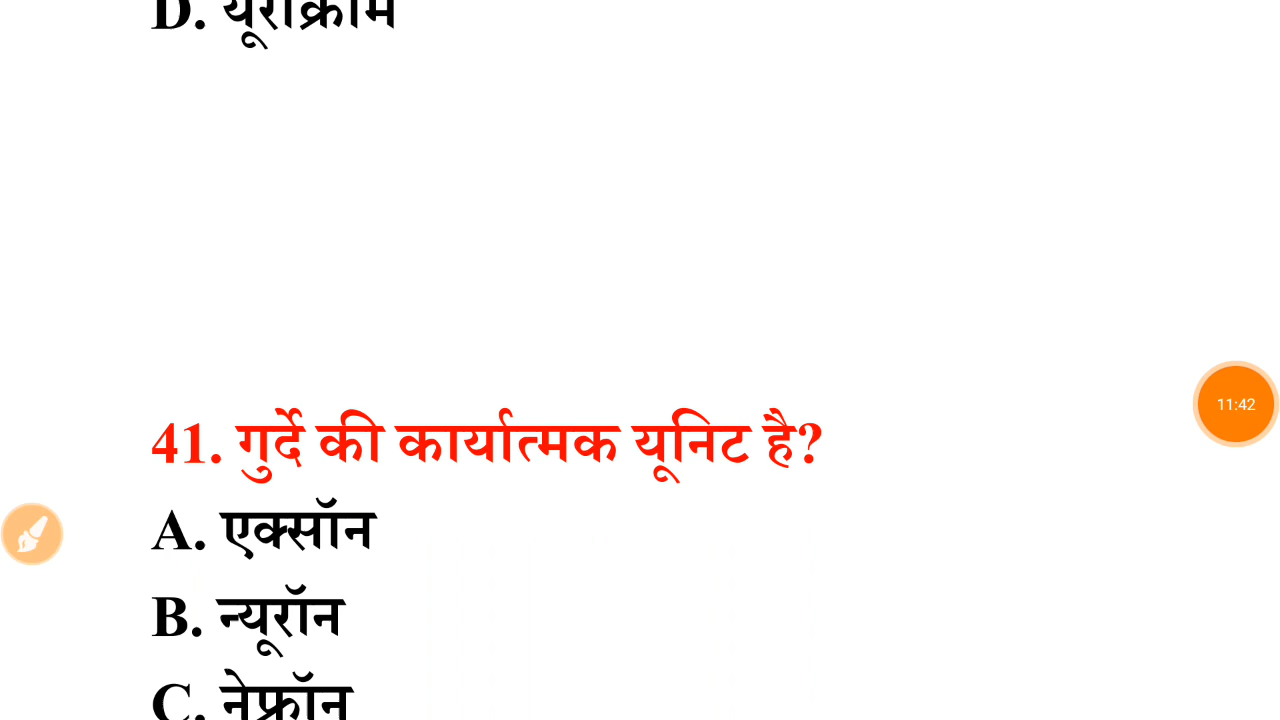 D. यूरोक्रोम
41. गुर्दे की कार्यात्मक यूनिट है?
A. एक्सॉन
B. न्यूरॉन
C. नेफ्रॉन
11:42